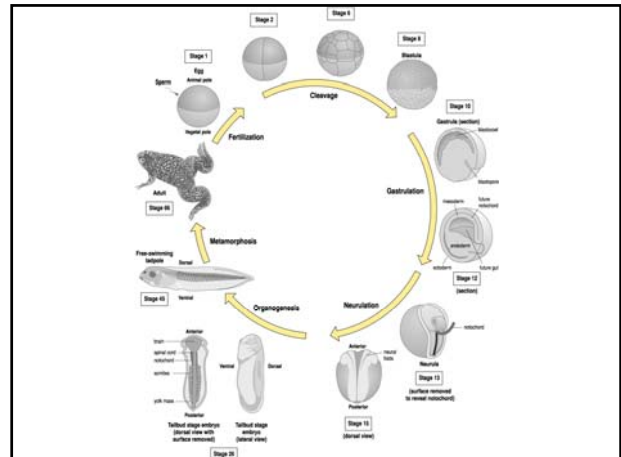 Stage 1
Egg
Animal pole
Sperm
Vegetal pole
Fertilization
Stage 2
Stage 6
Cleavage
Blastula
Stage 10
Gastrula (section)
blastocoel
blastopore
Gastrulation
mesoderm
future
notochord
endoderm
ectoderm
future gut
Stage 12
(section)
Neurulation
notochord
Neurula
Stage 13
(surface removed
to reveal notochord)
Anterior
neural
folds
Posterior
(dorsal view)
Organogenesis
Anterior
brain
spinal cord
notochord
somites
yolk mass
Posterior
Tailbud stage
embryo
(dorsal view with
surface removed)
Ventral
Dorsal
Tailbud stage
embryo
(lateral view)
Stage 26
Free-swimming
tadpole
Dorsal
Ventral
Stage 45
Metamorphosis
Adult
Stage 66